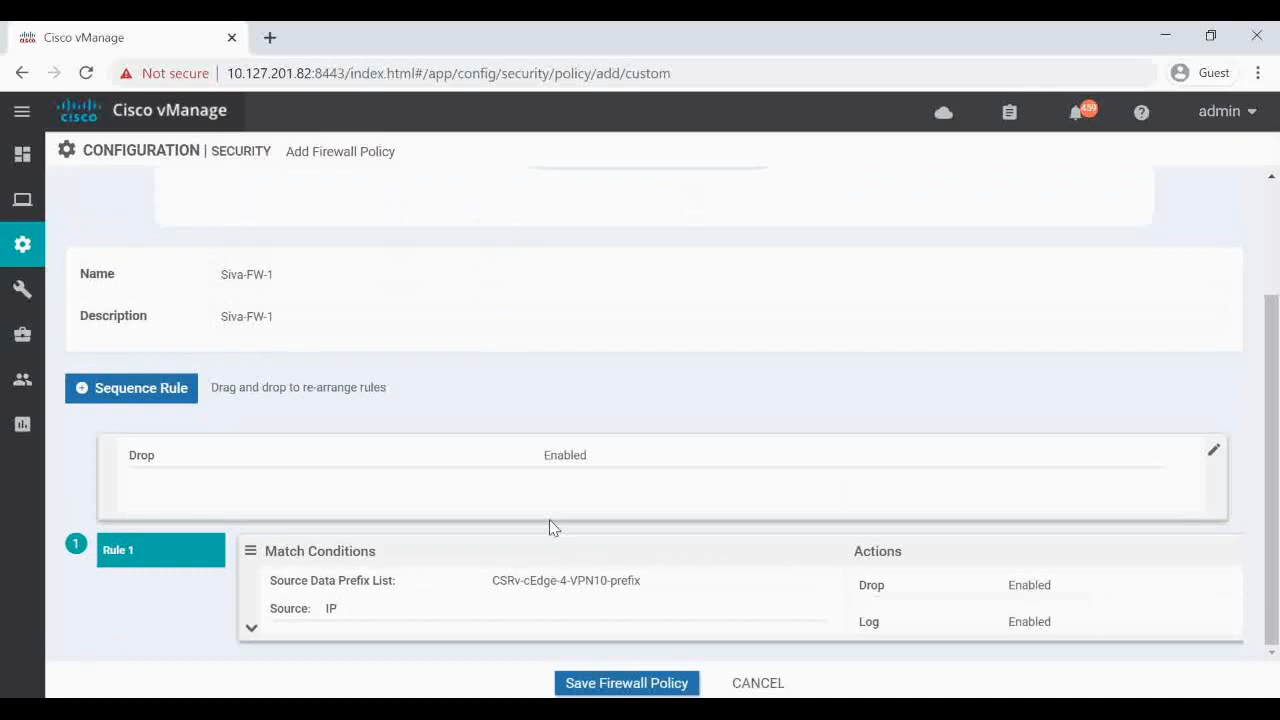 Cisco vManage
Not secure 10.127.201.82:8443/index.html#/app/config/security/policy/add/custom Guest
cisco Cisco vManage 459 admin
CONFIGURATION | SECURITY Add Firewall Policy
Name Siva-FW-1
Description Siva-FW-1
Sequence Rule Drag and drop to re-arrange rules
Drop Enabled
1 Rule 1 Match Conditions Actions
Source Data Prefix List: CSRv-cEdge-4-VPN10-prefix Drop Enabled
Source: IP
Log Enabled
Save Firewall Policy CANCEL